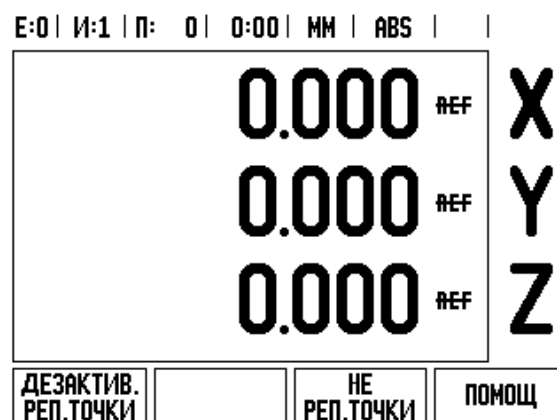 Е:0 | И:1 | П: 0 | 0:00 | MM | ABS | |
0.000 REF X
0.000 REF Y
0.000 REF Z
ДЕЗАКТИВ. НЕ ПОМОЩ
РЕП.ТОЧКИ РЕП.ТОЧКИ